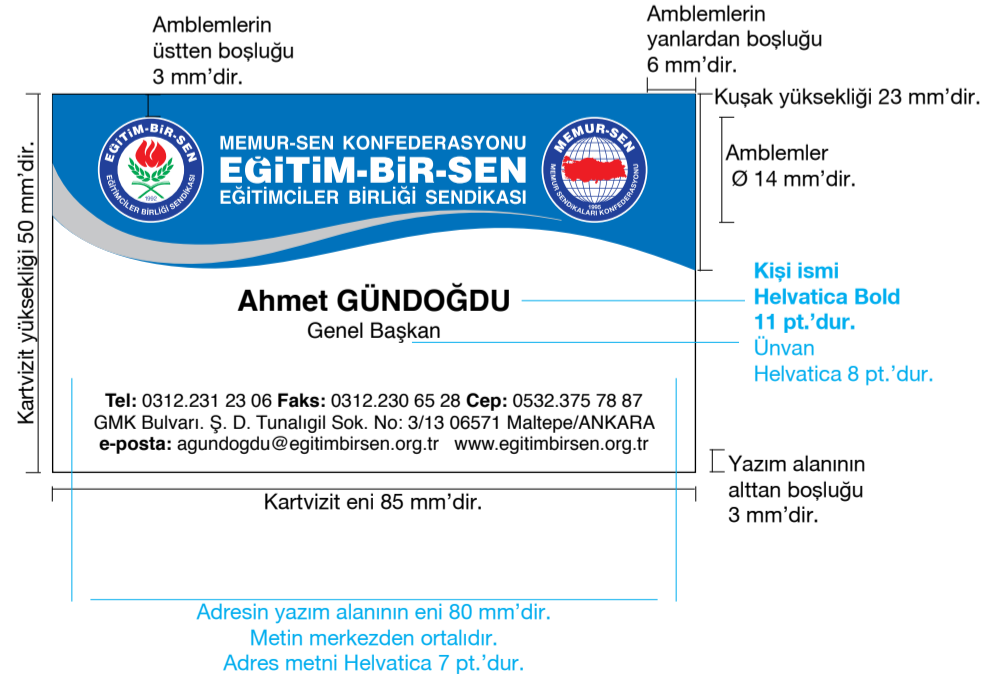 Amblemlerin
üstten boşluğu
3 mm’dir.
Amblemlerin
yanlardan boşluğu
6 mm’dir.
Kuşak yüksekliği 23 mm’dir.
Amblemler
Ø 14 mm’dir.
Kartvizit yüksekliği 50 mm’dir.
EĞİTİM-BİR-SEN
1992
EĞİTİMCİLER BİRLİĞİ SENDİKASI
MEMUR-SEN KONFEDERASYONU
EĞİTİM-BİR-SEN
EĞİTİMCİLER BİRLİĞİ SENDİKASI
MEMUR-SEN
1995
MEMUR SENDİKALARI KONFEDERASYONU
Ahmet GÜNDOĞDU
Genel Başkan
Kişi ismi
Helvatica Bold
11 pt.’dur.
Ünvan
Helvatica 8 pt.’dur.
Tel: 0312.231 23 06 Faks: 0312.230 65 28 Cep: 0532.375 78 87
GMK Bulvarı. Ş. D. Tunalıgil Sok. No: 3/13 06571 Maltepe/ANKARA
e-posta: agundogdu@egitimbirsen.org.tr www.egitimbirsen.org.tr
Yazım alanının
alttan boşluğu
3 mm’dir.
Kartvizit eni 85 mm’dir.
Adresin yazım alanının eni 80 mm’dir.
Metin merkezden ortalıdır.
Adres metni Helvatica 7 pt.’dur.